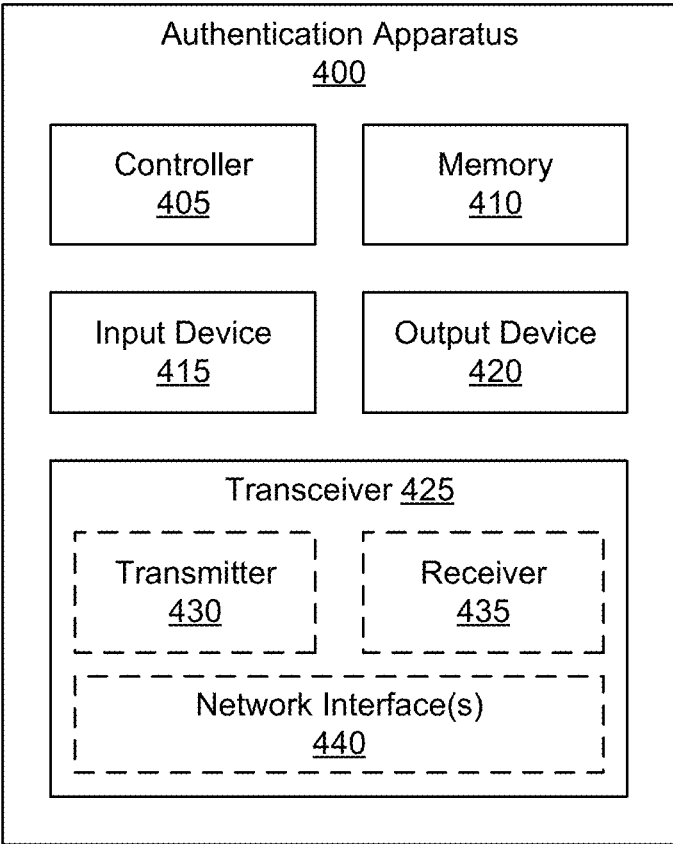 Authentication Apparatus
400
Controller
405
Memory
410
Input Device
415
Output Device
420
Transceiver 425
Transmitter
430
Receiver
435
Network Interface(s)
440